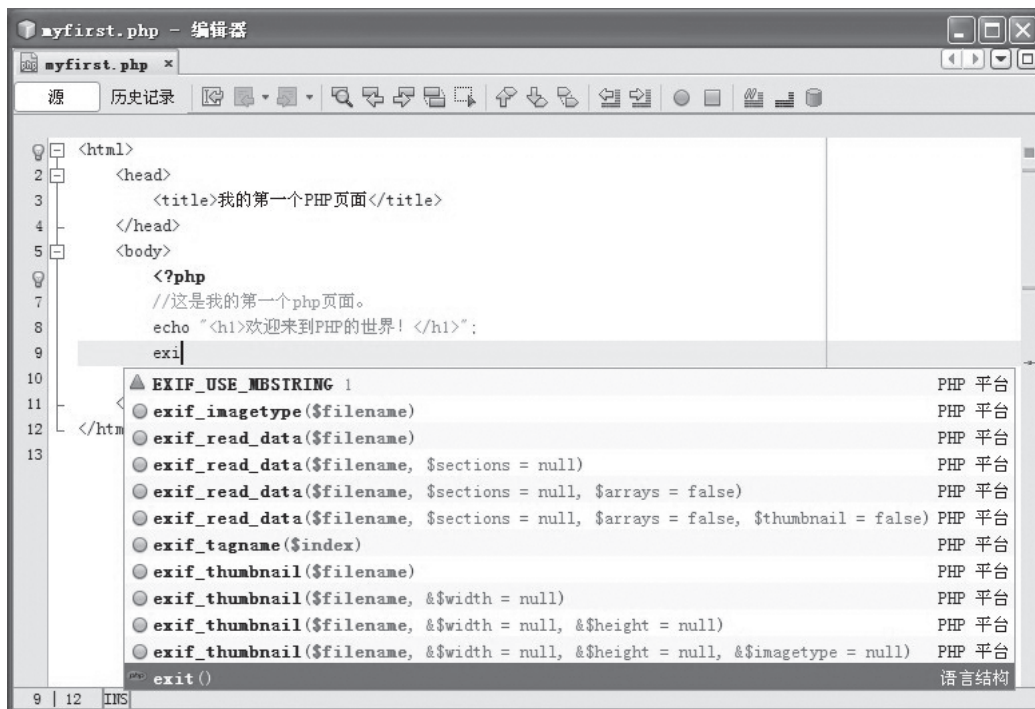 myfirst.php - 编辑器
myfirst.php ×
源 历史记录
<html>
2 <head>
3 <title>我的第一个PHP页面</title>
4 </head>
5 <body>
<?php
7 //这是我的第一个php页面。
8 echo "<h1>欢迎来到PHP的世界！</h1>";
9 exi
10 EXIF_USE_MBSTRING 1 PHP 平台
11 < exif_imagetype($filename) PHP 平台
12 </htm exif_read_data($filename) PHP 平台
13 exif_read_data($filename, $sections = null) PHP 平台
exif_read_data($filename, $sections = null, $arrays = false) PHP 平台
exif_read_data($filename, $sections = null, $arrays = false, $thumbnail = false) PHP 平台
exif_tagname($index) PHP 平台
exif_thumbnail($filename) PHP 平台
exif_thumbnail($filename, &$width = null) PHP 平台
exif_thumbnail($filename, &$width = null, &$height = null) PHP 平台
exif_thumbnail($filename, &$width = null, &$height = null, &$imagetype = null) PHP 平台
php exit() 语言结构
9 | 12 INS